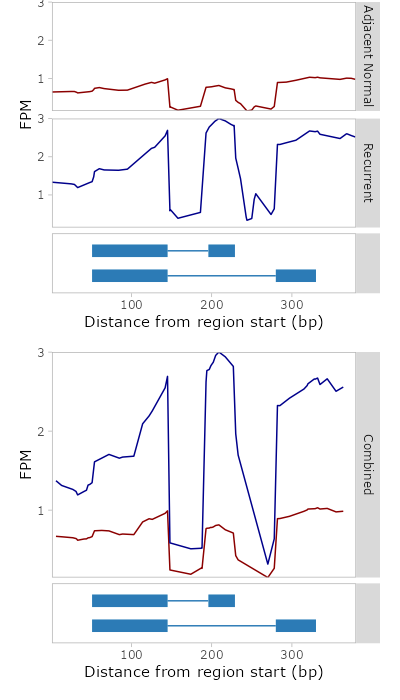 3
2
1
FPM
Adjacent Normal
3
2
1
Recurrent
100 200 300
Distance from region start (bp)
3
2
1
FPM
Combined
100 200 300
Distance from region start (bp)